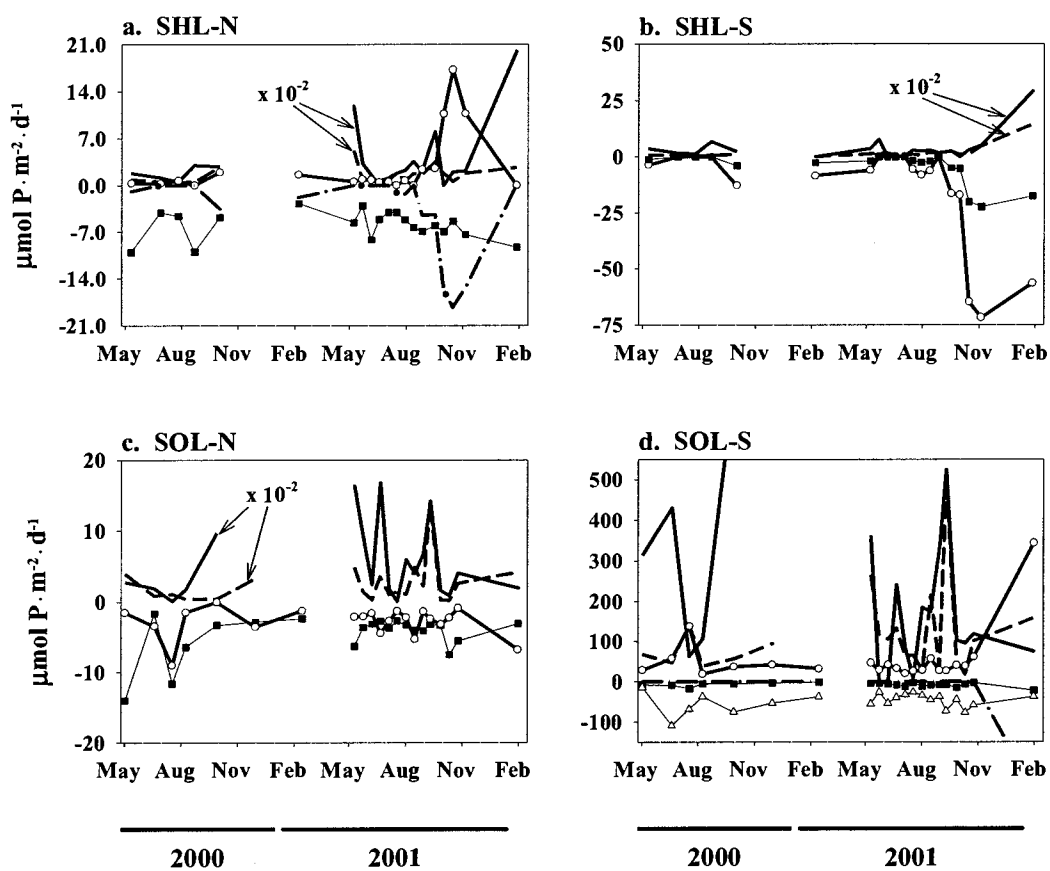 a. SHL-N
b. SHL-S
21.0
14.0
7.0
0.0
-7.0
-14.0
-21.0
μmol P· m⁻²· d⁻¹
x 10⁻²
May Aug Nov Feb May Aug Nov Feb
50
25
0
-25
-50
-75
x 10⁻²
May Aug Nov Feb May Aug Nov Feb
c. SOL-N
d. SOL-S
20
10
0
-10
-20
μmol P· m⁻²· d⁻¹
x 10⁻²
May Aug Nov Feb May Aug Nov Feb
500
400
300
200
100
0
-100
May Aug Nov Feb May Aug Nov Feb
2000 2001
2000 2001